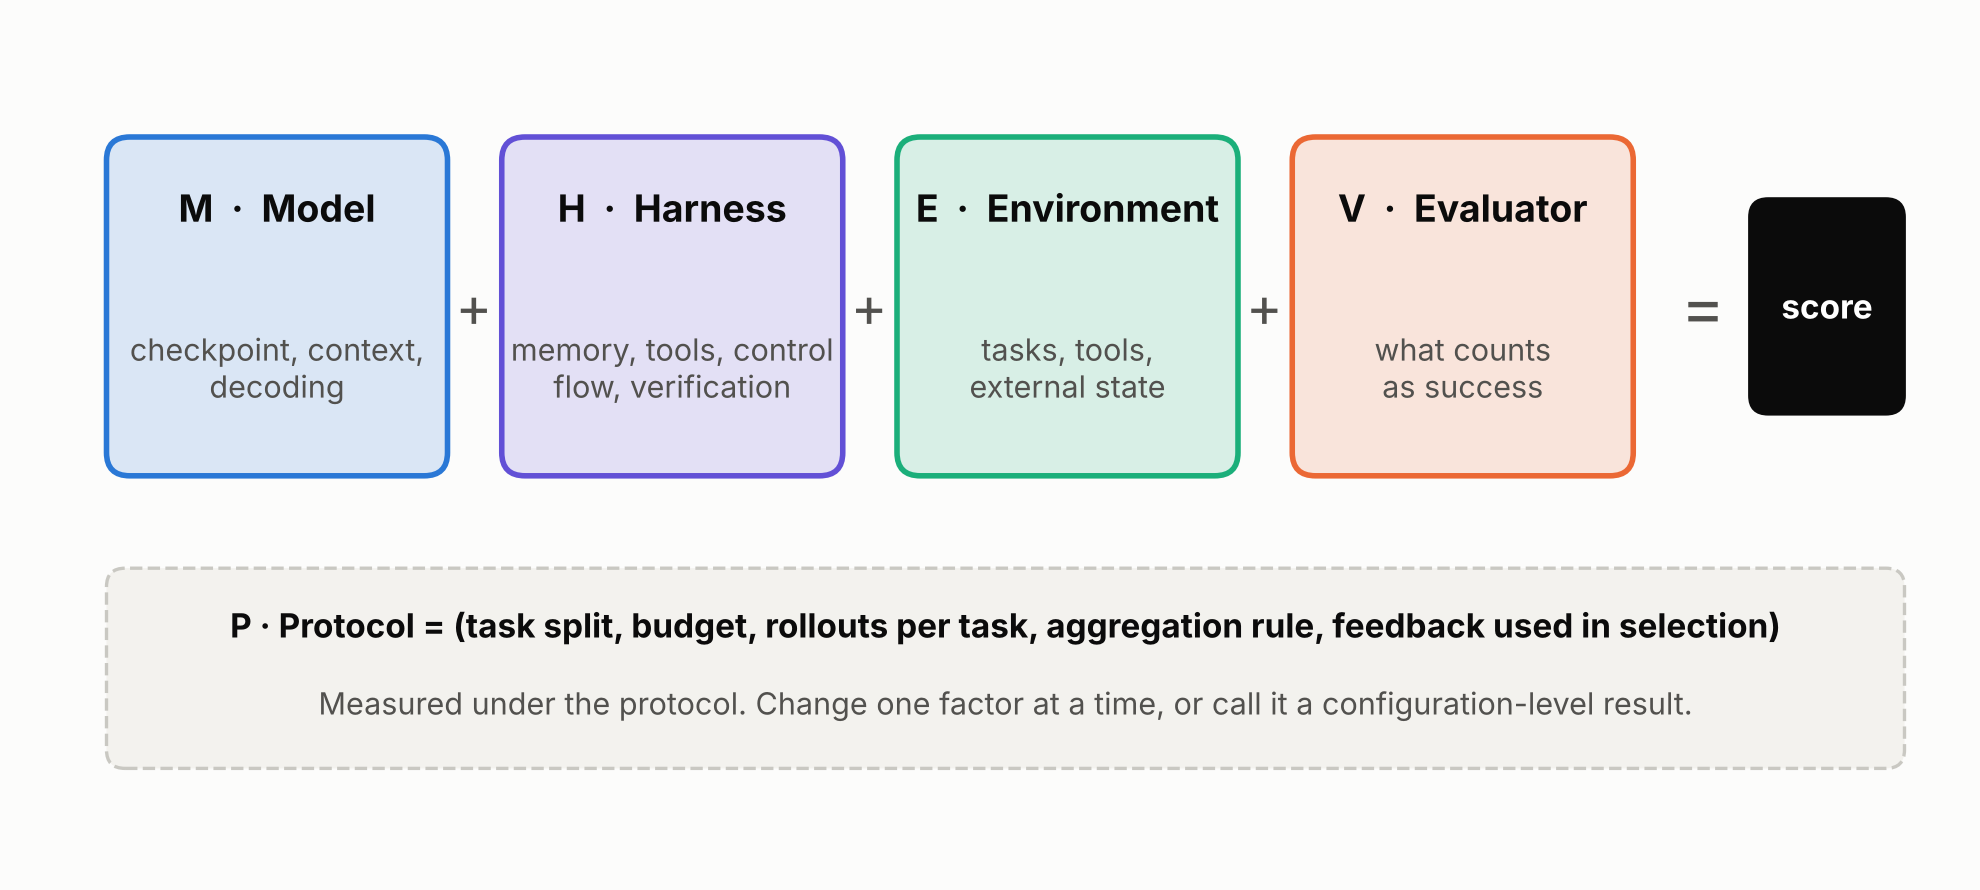 M · Model
checkpoint, context,
decoding
+
H · Harness
memory, tools, control
flow, verification
+
E · Environment
tasks, tools,
external state
+
V · Evaluator
what counts
as success
=
score
P · Protocol = (task split, budget, rollouts per task, aggregation rule, feedback used in selection)
Measured under the protocol. Change one factor at a time, or call it a configuration-level result.